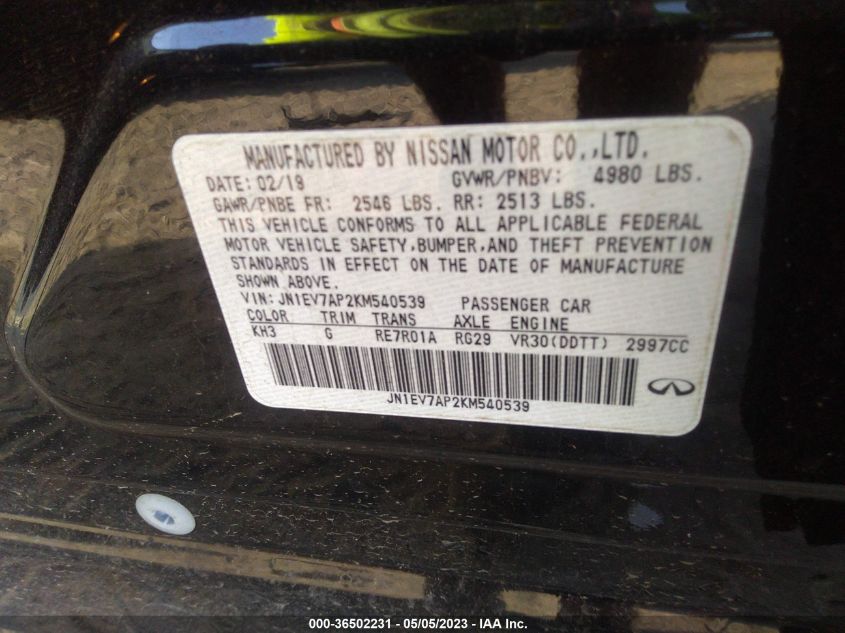 MANUFACTURED BY NISSAN MOTOR CO.,LTD.
DATE: 02/19 GVWR/PNBV: 4980 LBS.
GAWR/PNBE FR: 2546 LBS. RR: 2513 LBS.
THIS VEHICLE CONFORMS TO ALL APPLICABLE FEDERAL
MOTOR VEHICLE SAFETY,BUMPER,AND THEFT PREVENTION
STANDARDS IN EFFECT ON THE DATE OF MANUFACTURE
SHOWN ABOVE.
VIN: JN1EV7AP2KM540539 PASSENGER CAR
COLOR TRIM TRANS AXLE ENGINE
KH3 G RE7R01A RG29 VR30(DDTT) 2997CC
JN1EV7AP2KM540539
000-36502231 - 05/05/2023 - IAA Inc.